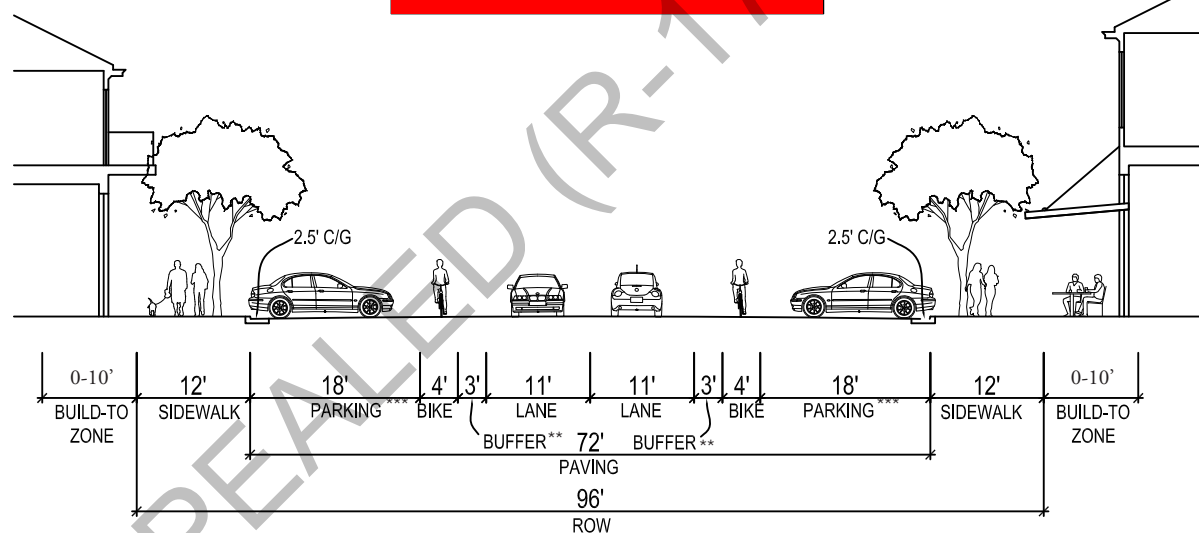 PEALED (R-1
2.5' C/G 2.5' C/G
0-10' 12' 18' 4' 3' 11' 11' 3' 4' 18' 12' 0-10'
BUILD-TO SIDEWALK PARKING*** BIKE LANE LANE BIKE PARKING*** SIDEWALK BUILD-TO
ZONE ZONE
BUFFER** 72' BUFFER**
PAVING
96'
ROW